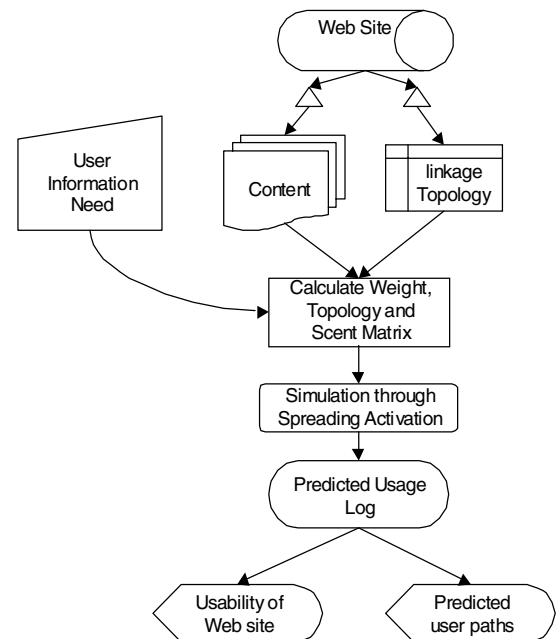 Web Site
User
Information
Need
Content
linkage
Topology
Calculate Weight,
Topology and
Scent Matrix
Simulation through
Spreading Activation
Predicted Usage
Log
Usability of
Web site
Predicted
user paths